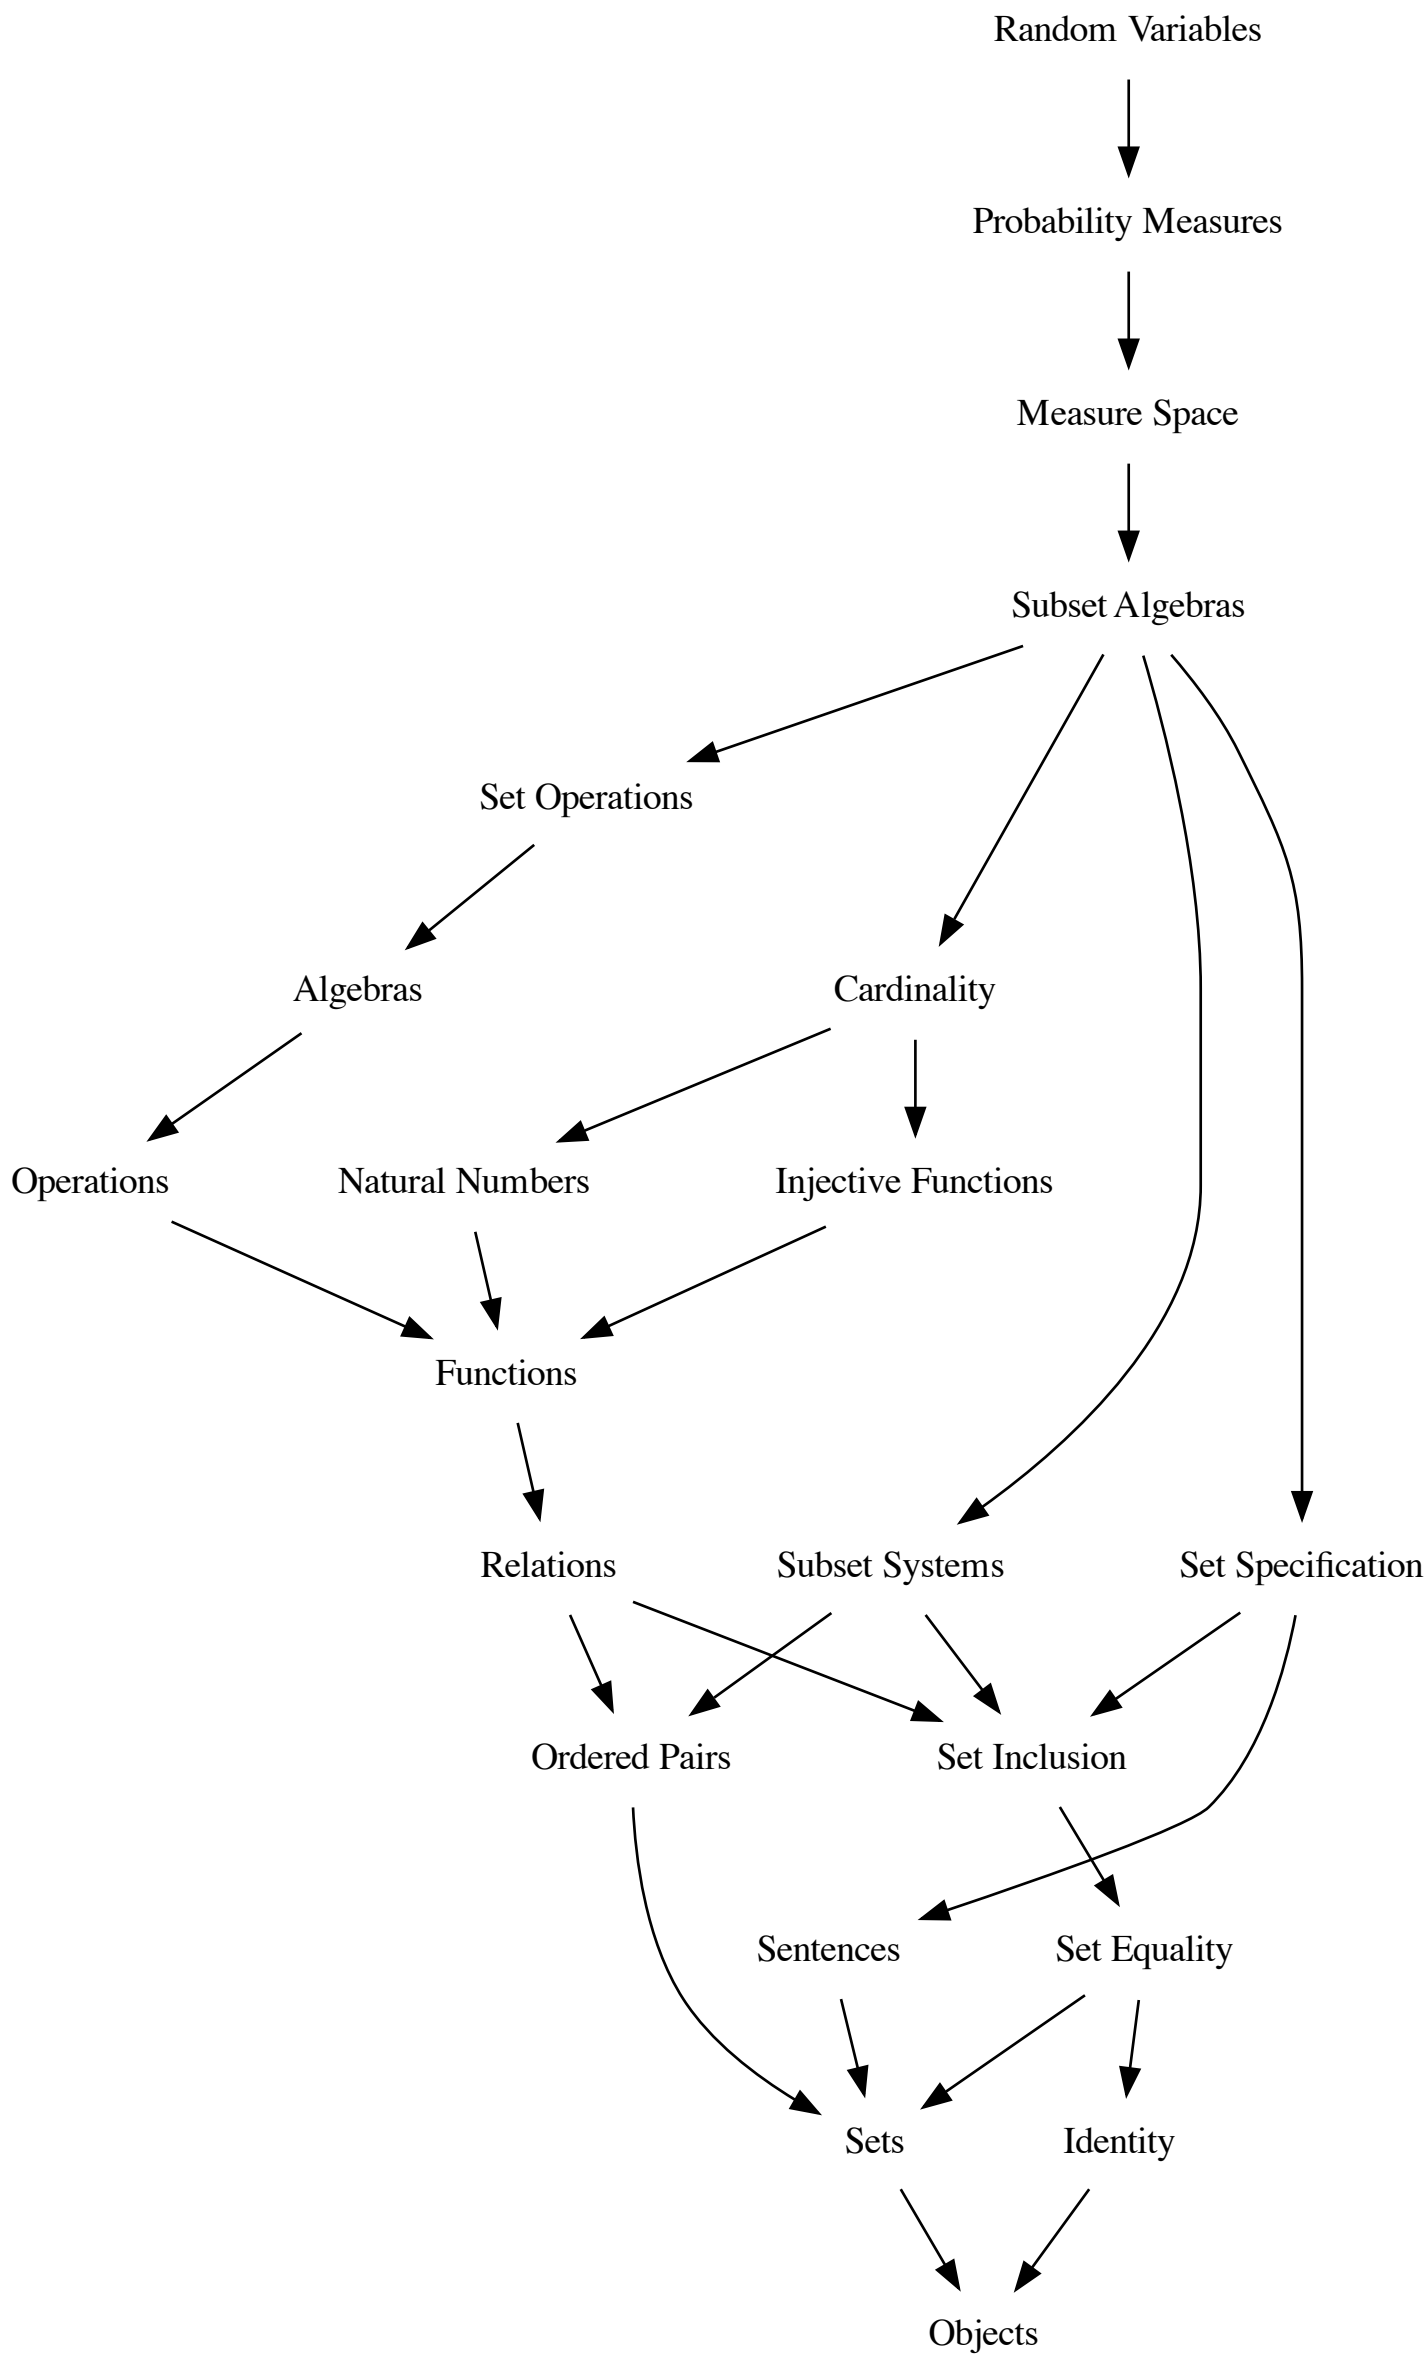 Random Variables
Probability Measures
Measure Space
Subset Algebras
Set Operations
Algebras
Cardinality
Operations
Natural Numbers
Injective Functions
Functions
Relations
Subset Systems
Set Specification
Ordered Pairs
Set Inclusion
Sentences
Set Equality
Sets
Identity
Objects